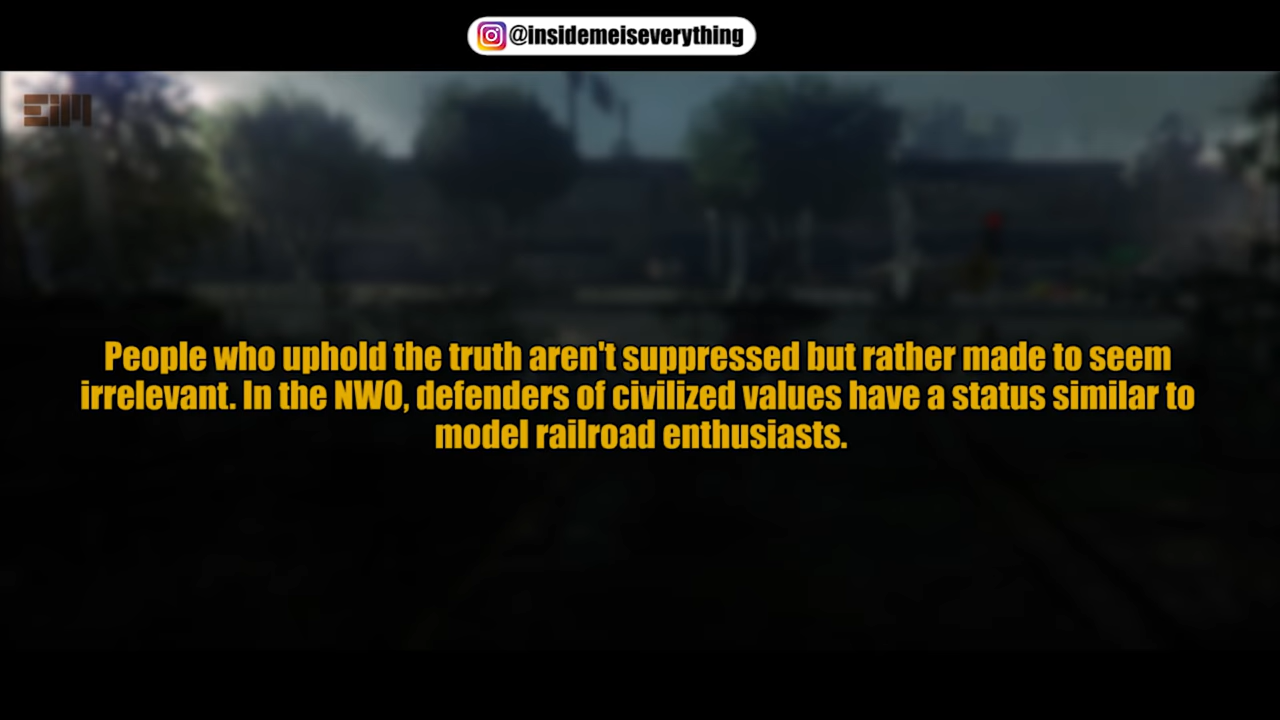 @insidemeiseverything
EiM
People who uphold the truth aren't suppressed but rather made to seem
irrelevant. In the NWO, defenders of civilized values have a status similar to
model railroad enthusiasts.